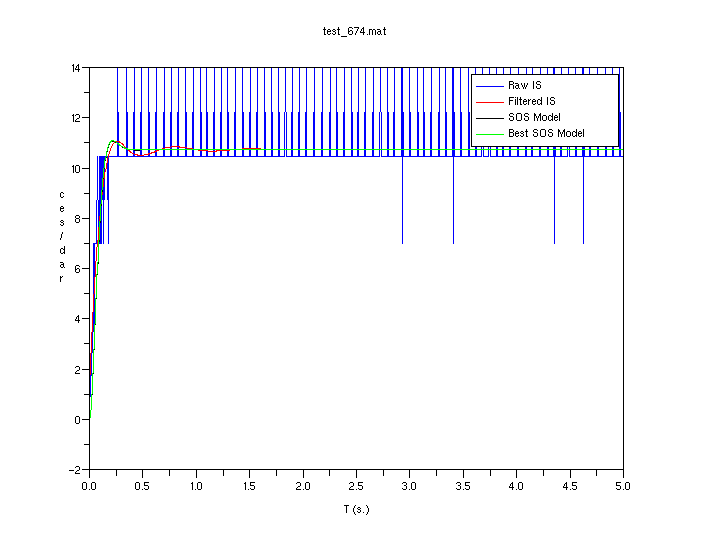 test_674.mat
14
12
10
8
6
4
2
0
-2
ces/dar
Raw IS
Filtered IS
SOS Model
Best SOS Model
0.0 0.5 1.0 1.5 2.0 2.5 3.0 3.5 4.0 4.5 5.0
T (s.)